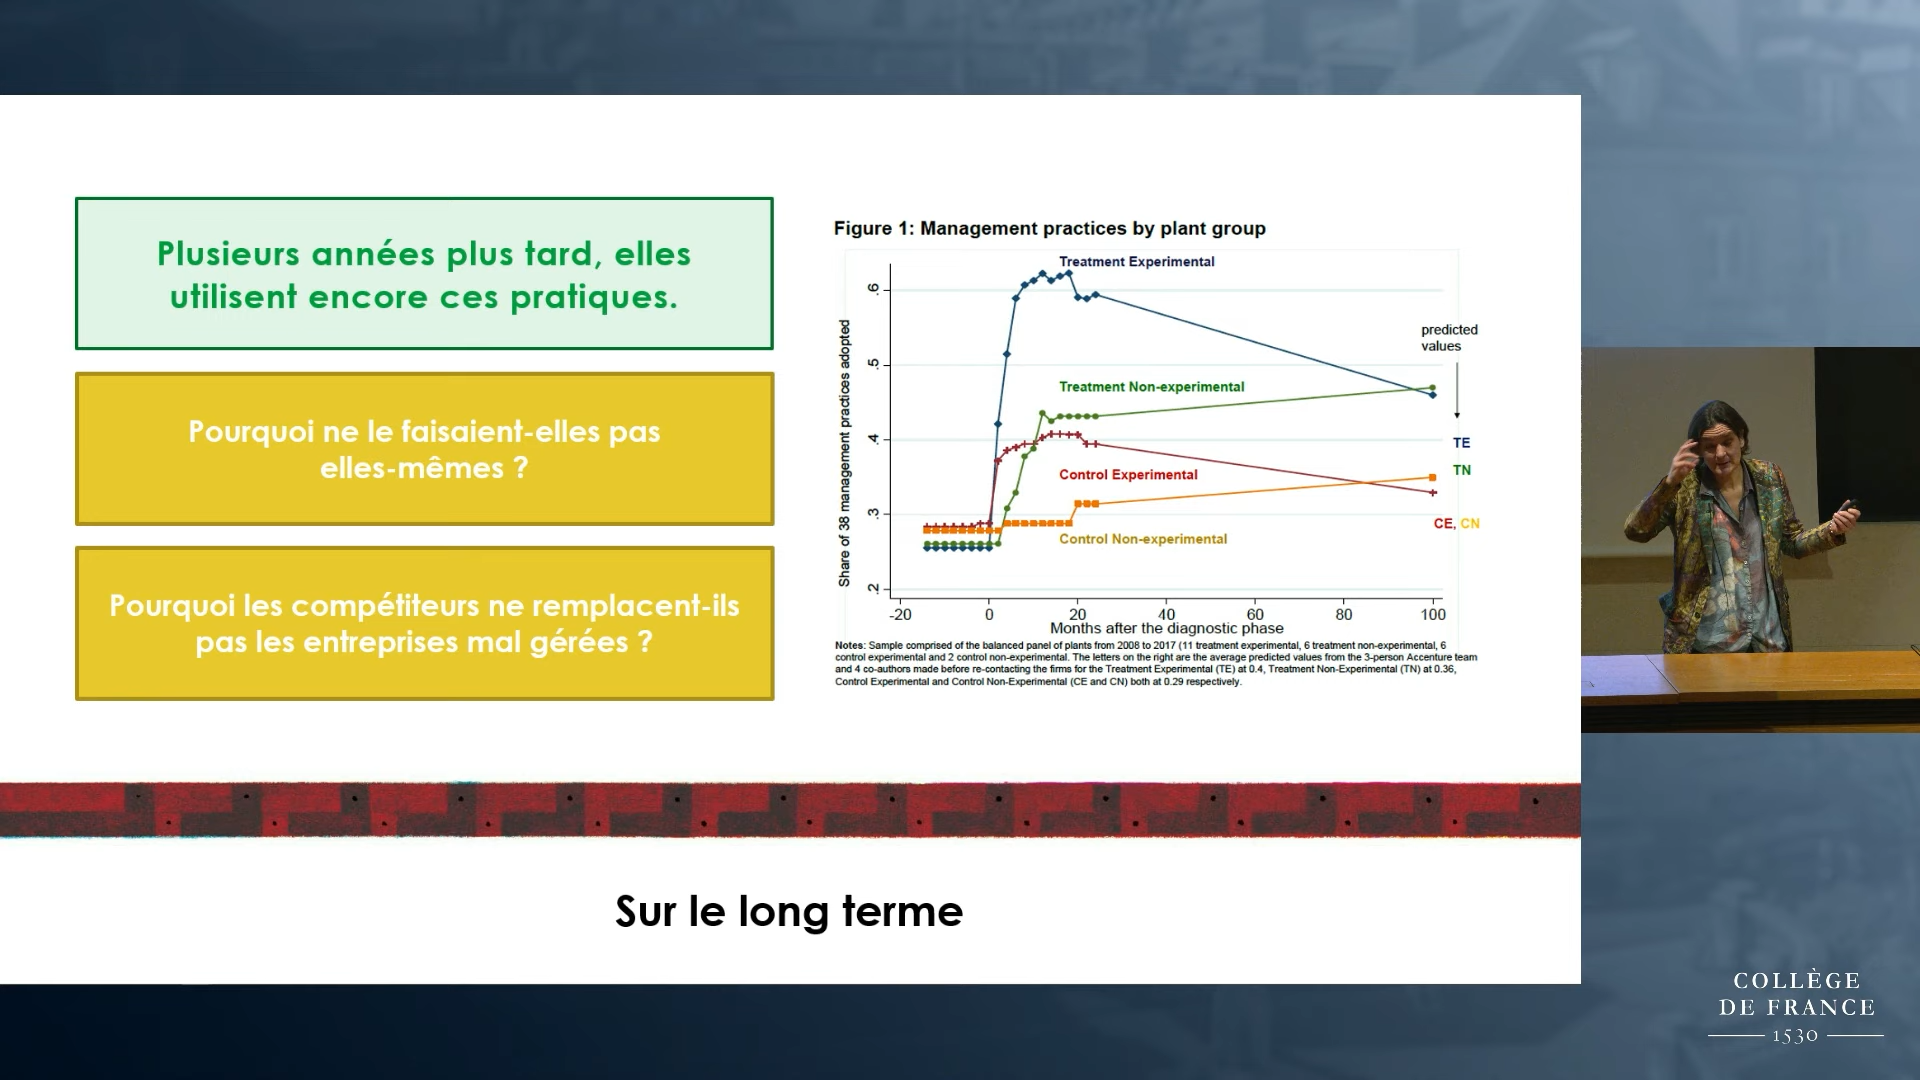 Plusieurs années plus tard, elles
utilisent encore ces pratiques.
Pourquoi ne le faisaient-elles pas
elles-mêmes ?
Pourquoi les compétiteurs ne remplacent-ils
pas les entreprises mal gérées ?
Figure 1: Management practices by plant group
Share of 38 management practices adopted
.6
.5
.4
.3
.2
Treatment Experimental
Treatment Non-experimental
Control Experimental
Control Non-experimental
predicted
values
TE
TN
CE, CN
-20 0 20 40 60 80 100
Months after the diagnostic phase
Notes: Sample comprised of the balanced panel of plants from 2008 to 2017 (11 treatment experimental, 6 treatment non-experimental, 6
control experimental and 2 control non-experimental. The letters on the right are the average predicted values from the 3-person Accenture team
and 4 co-authors made before re-contacting the firms for the Treatment Experimental (TE) at 0.4, Treatment Non-Experimental (TN) at 0.36,
Control Experimental and Control Non-Experimental (CE and CN) both at 0.29 respectively.
Sur le long terme
COLLÈGE
DE FRANCE
1530